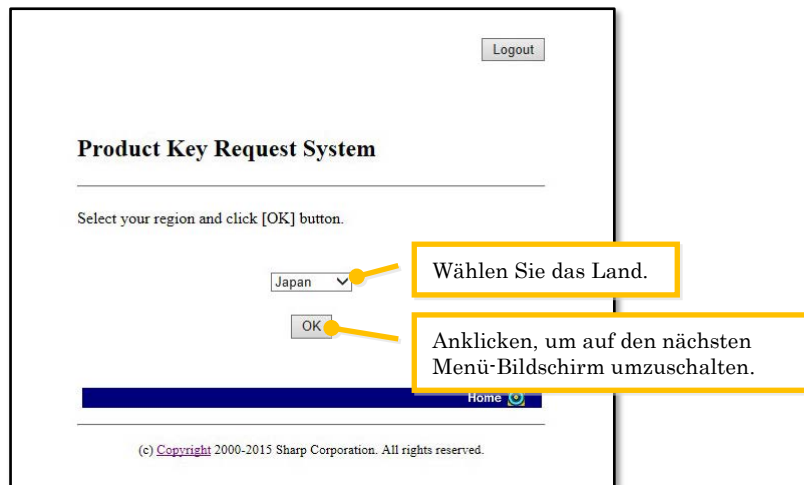 Logout
Product Key Request System
Select your region and click [OK] button.
Japan
Wählen Sie das Land.
OK
Anklicken, um auf den nächsten
Menü-Bildschirm umzuschalten.
Home
(c) Copyright 2000-2015 Sharp Corporation. All rights reserved.